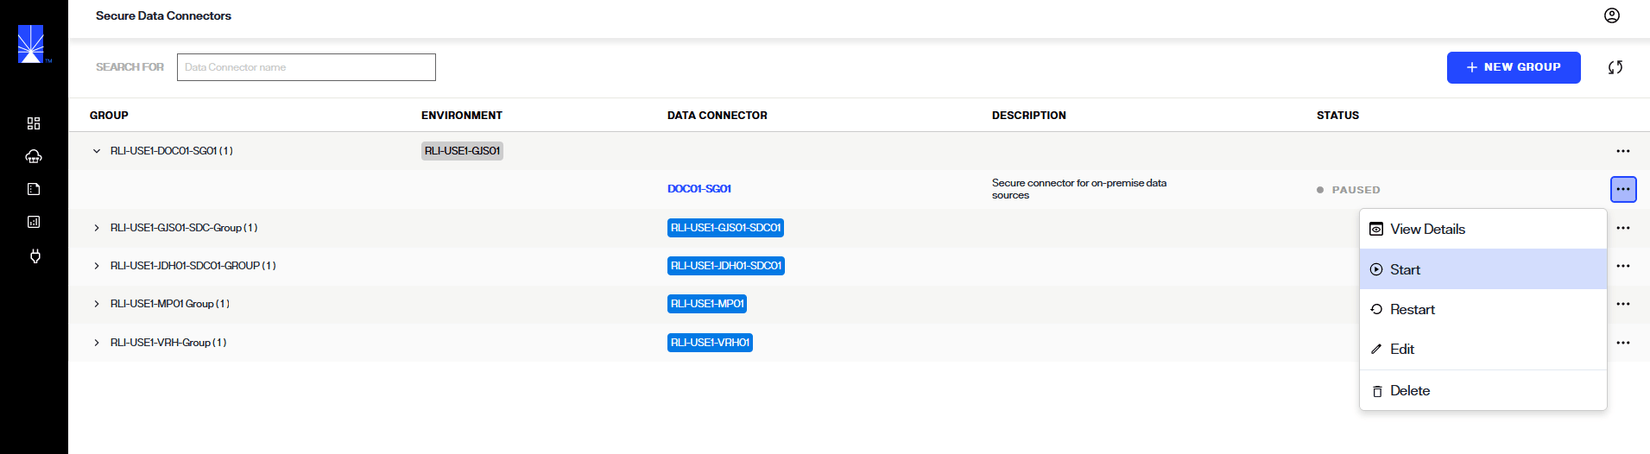 Secure Data Connectors
TM
SEARCH FOR
Data Connector name
+ NEW GROUP
GROUP ENVIRONMENT DATA CONNECTOR DESCRIPTION STATUS
RLI-USE1-DOC01-SG01 (1) RLI-USE1-GJS01
DOC01-SG01 Secure connector for on-premise data
sources
PAUSED
RLI-USE1-GJS01-SDC-Group (1) RLI-USE1-GJS01-SDC01
RLI-USE1-JDH01-SDC01-GROUP (1) RLI-USE1-JDH01-SDC01
RLI-USE1-MP01 Group (1) RLI-USE1-MP01
RLI-USE1-VRH-Group (1) RLI-USE1-VRH01
View Details
Start
Restart
Edit
Delete